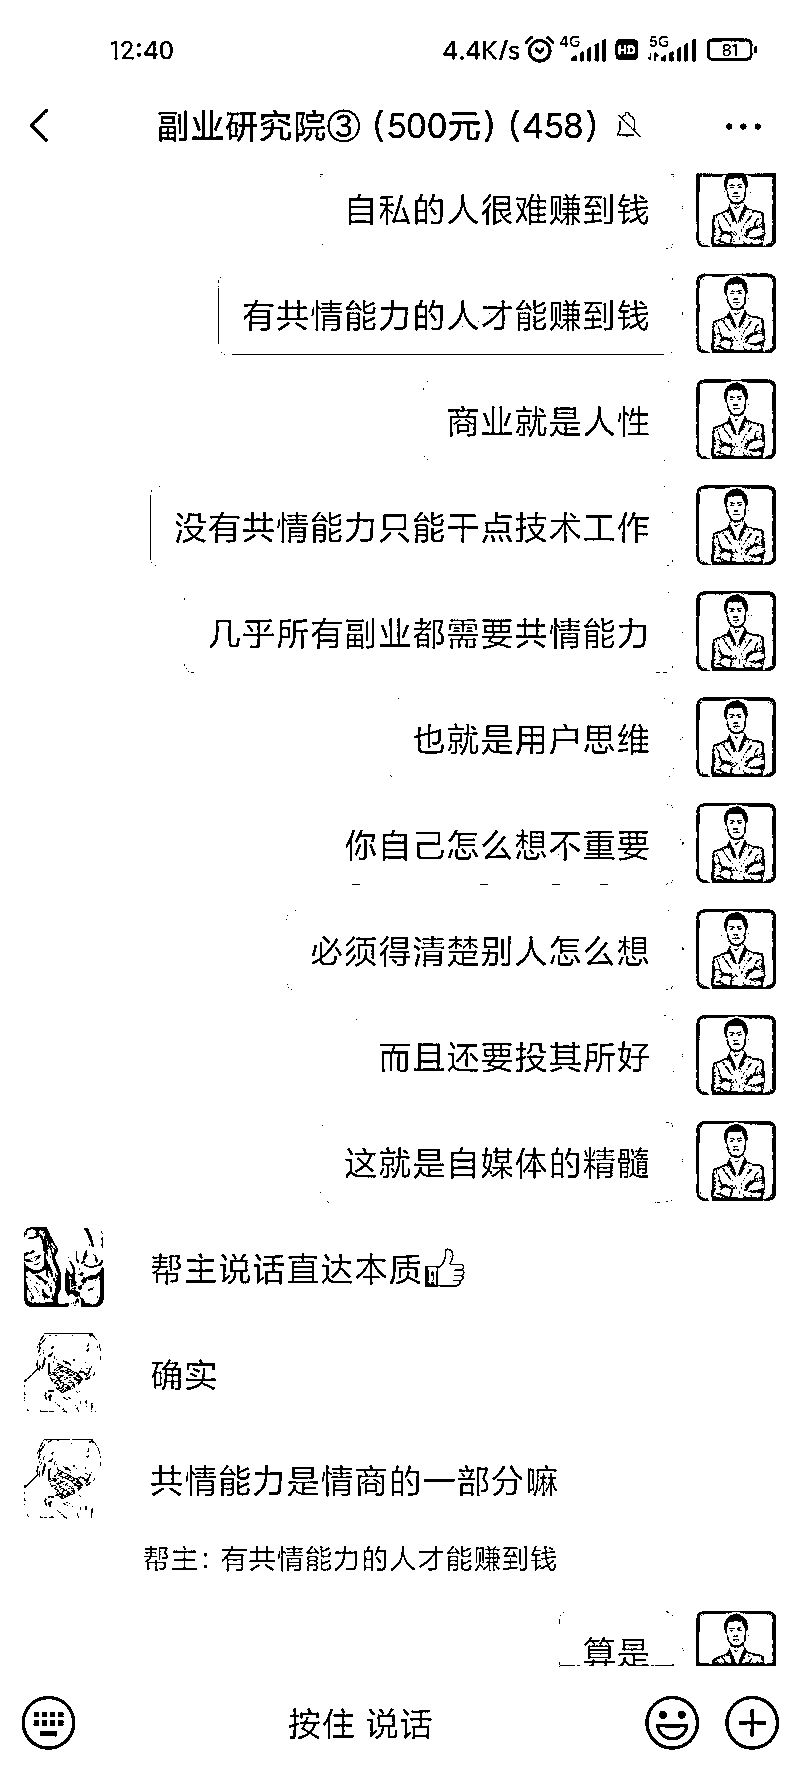 12:40 4.4K/s 4G HD 5G 81
副业研究院③(500元)(458)
自私的人很难赚到钱
有共情能力的人才能赚到钱
商业就是人性
没有共情能力只能干点技术工作
几乎所有副业都需要共情能力
也就是用户思维
你自己怎么想不重要
必须得清楚别人怎么想
而且还要投其所好
这就是自媒体的精髓
帮主说话直达本质👍
确实
共情能力是情商的一部分嘛
帮主：有共情能力的人才能赚到钱
算是
按住 说话